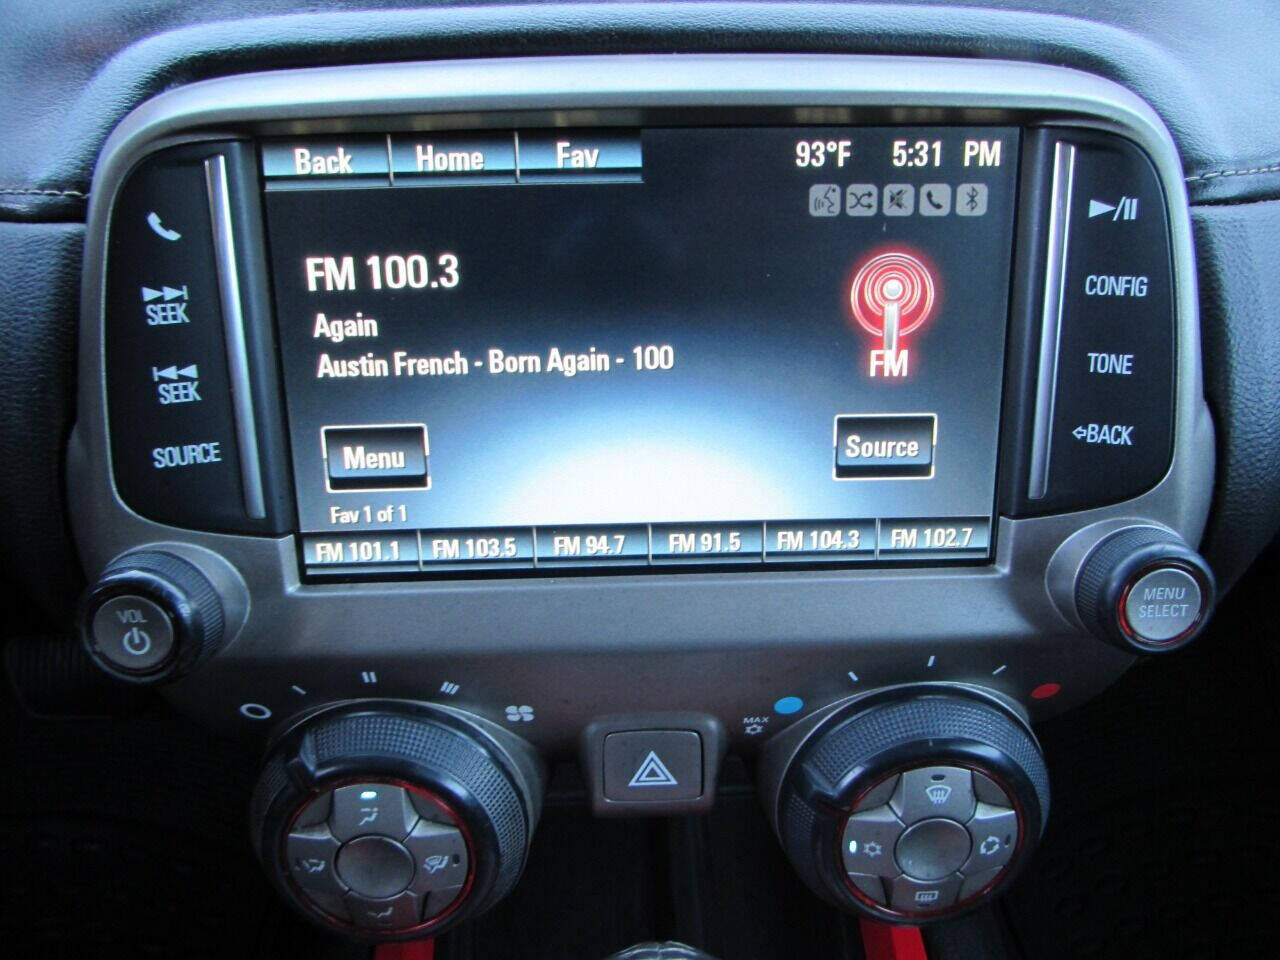 Back Home Fav 93°F 5:31 PM
FM 100.3
Again
Austin French - Born Again - 100
FM
Menu
Source
Fav 1 of 1
FM 101.1 FM 103.5 FM 94.7 FM 91.5 FM 104.3 FM 102.7
SEEK
SEEK
SOURCE
CONFIG
TONE
BACK
VOL
MENU
SELECT
MAX